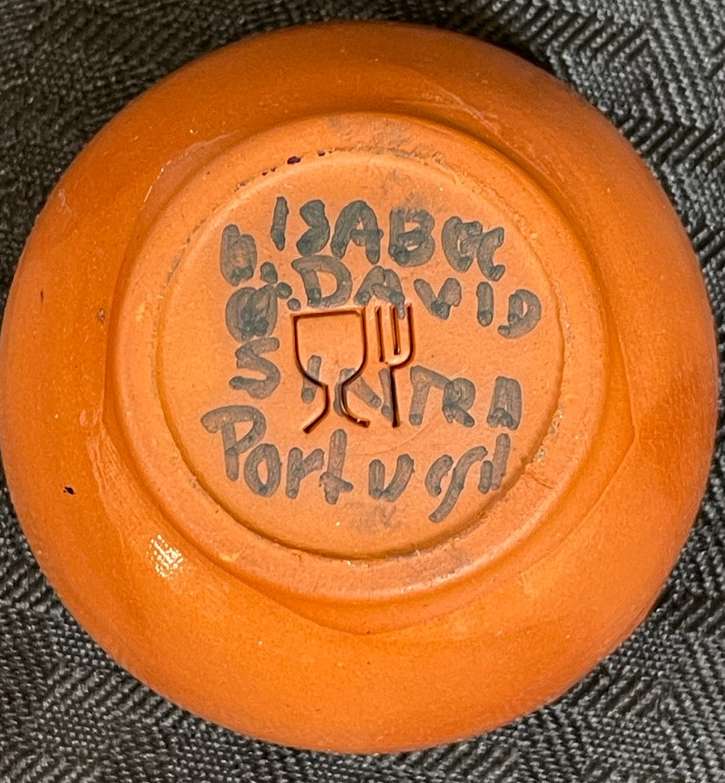 ISABEL
DAVID
SINTRA
Portugal